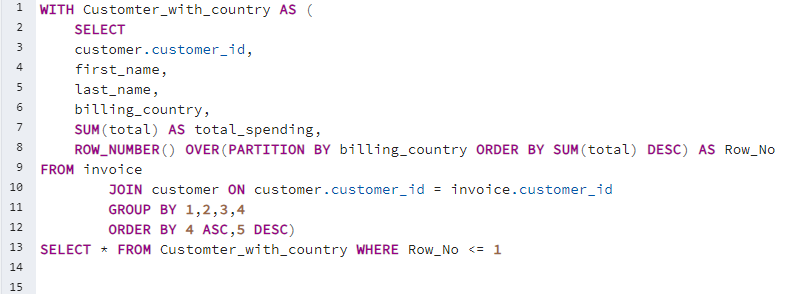 1 WITH Customter_with_country AS (
2 SELECT
3 customer.customer_id,
4 first_name,
5 last_name,
6 billing_country,
7 SUM(total) AS total_spending,
8 ROW_NUMBER() OVER(PARTITION BY billing_country ORDER BY SUM(total) DESC) AS Row_No
9 FROM invoice
10 JOIN customer ON customer.customer_id = invoice.customer_id
11 GROUP BY 1,2,3,4
12 ORDER BY 4 ASC,5 DESC)
13 SELECT * FROM Customter_with_country WHERE Row_No <= 1
14
15